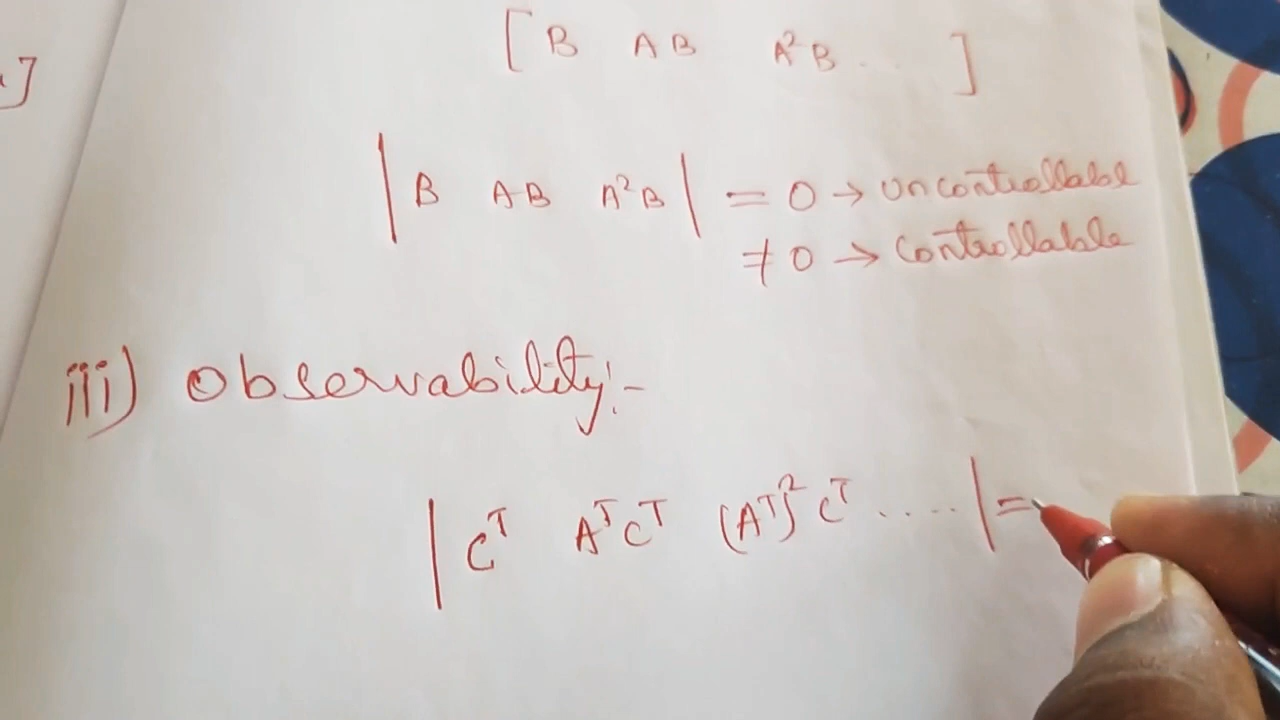 [ B AB A²B .. ]
| B AB A²B | = 0 → uncontrollable
≠ 0 → controllable
iii) Observability:-
| Cᵀ AᵀCᵀ (Aᵀ)²Cᵀ ..... | =